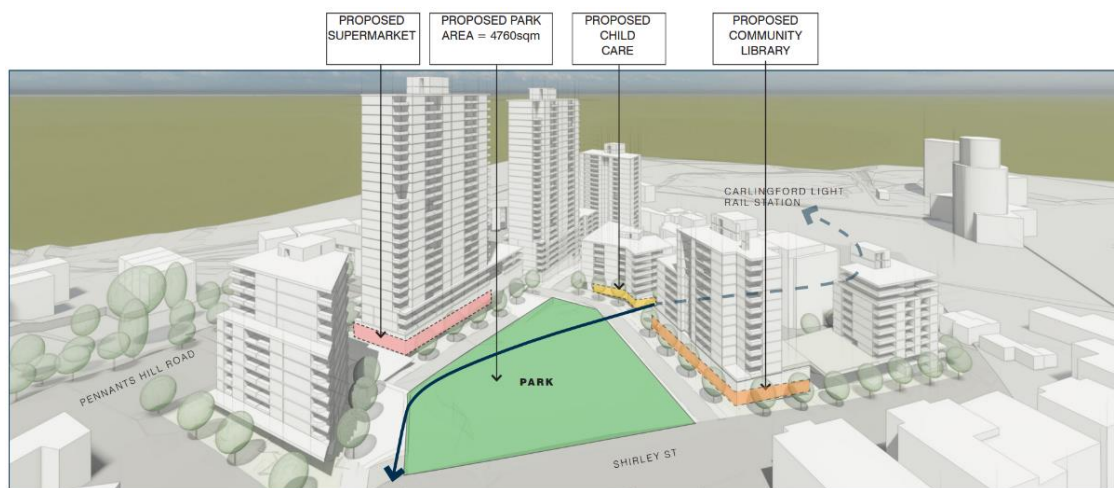 PROPOSED
SUPERMARKET
PROPOSED PARK
AREA = 4760sqm
PROPOSED
CHILD
CARE
PROPOSED
COMMUNITY
LIBRARY
CARLINGFORD LIGHT
RAIL STATION
PENNANTS HILL ROAD
PARK
SHIRLEY ST